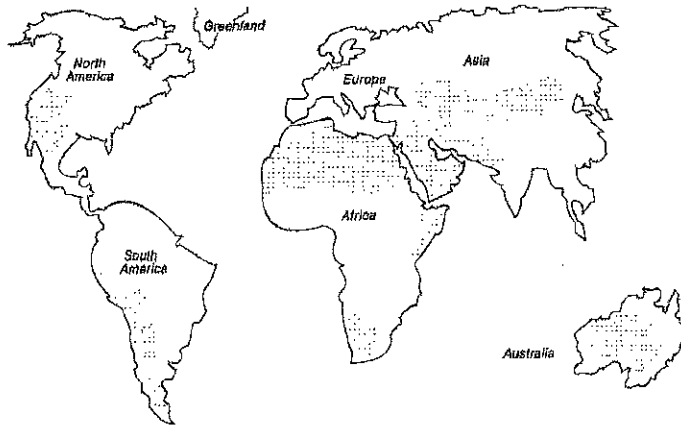 Greenland
North
America
Europe
Asia
Africa
South
America
Australia